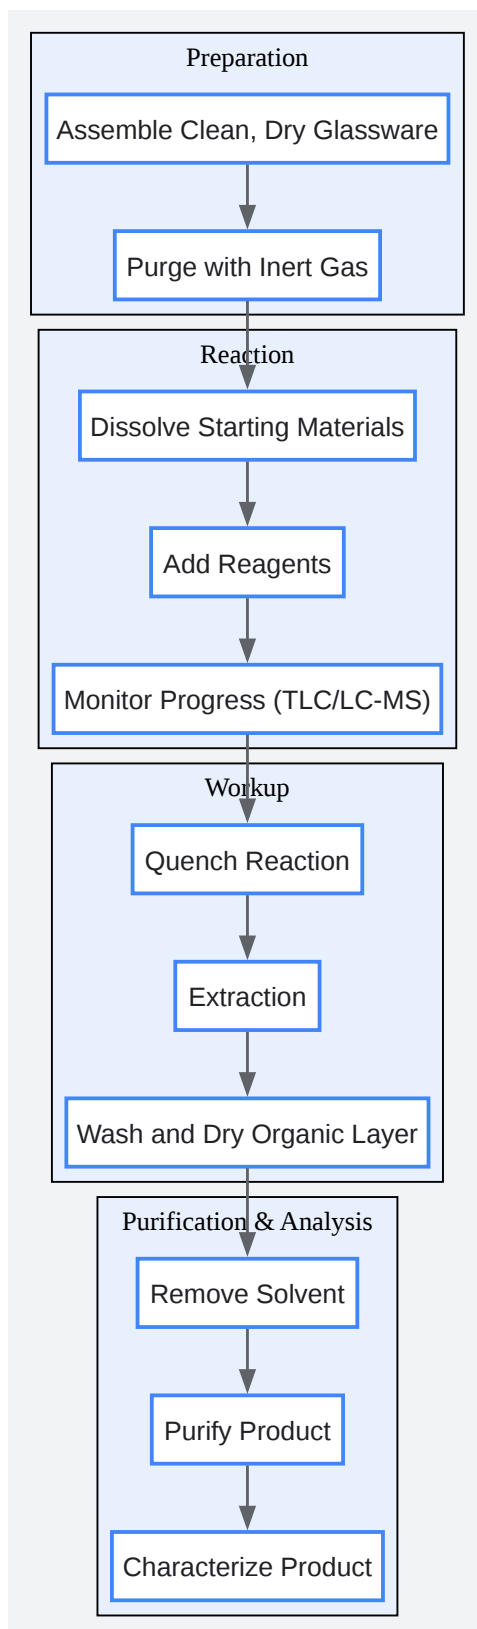 Preparation
Assemble Clean, Dry Glassware
Purge with Inert Gas
Reaction
Dissolve Starting Materials
Add Reagents
Monitor Progress (TLC/LC-MS)
Workup
Quench Reaction
Extraction
Wash and Dry Organic Layer
Purification & Analysis
Remove Solvent
Purify Product
Characterize Product